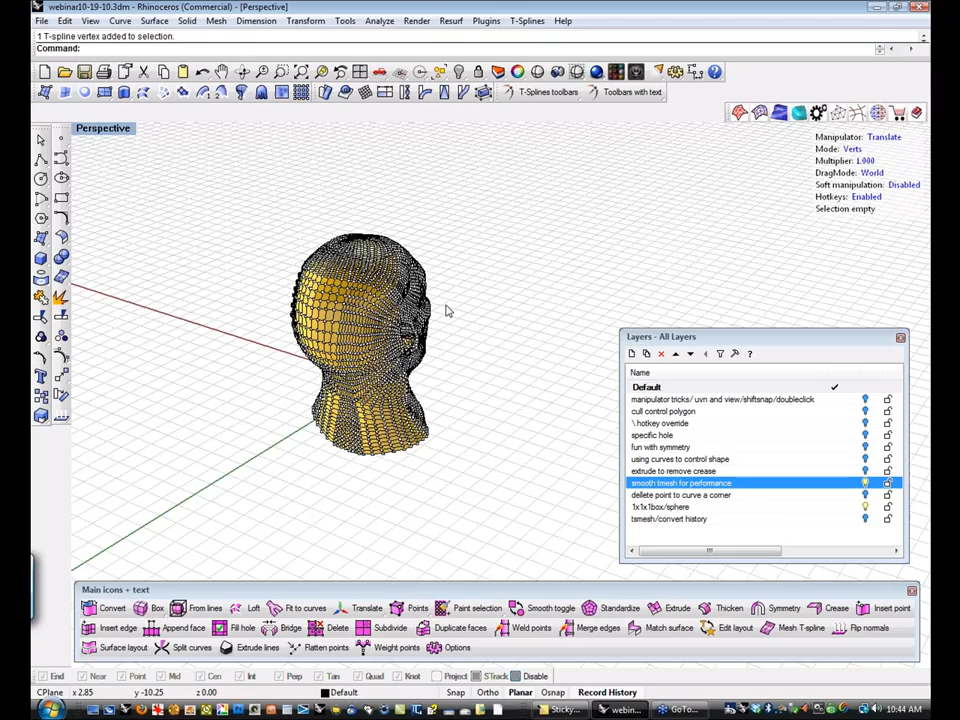 webinar10-19-10.3dm - Rhinoceros (Commercial) - [Perspective]
File Edit View Curve Surface Solid Mesh Dimension Transform Tools Analyze Render Resurf Plugins T-Splines Help
1 T-spline vertex added to selection.
Command:
T-Splines toolbars Toolbars with text
Perspective
Manipulator: Translate
Mode: Verts
Multiplier: 1.000
DragMode: World
Soft manipulation: Disabled
Hotkeys: Enabled
Selection empty
Layers - All Layers
Name
Default
manipulator tricks/ uvn and view/shiftsnap/doubleclick
cull control polygon
\ hotkey override
specific hole
fun with symmetry
using curves to control shape
extrude to remove crease
smooth tmesh for performance
dellete point to curve a corner
1x1x1box/sphere
tsmesh/convert history
Main icons + text
Convert Box From lines Loft Fit to curves Translate Points Paint selection Smooth toggle Standardize Extrude Thicken Symmetry Crease Insert point
Insert edge Append face Fill hole Bridge Delete Subdivide Duplicate faces Weld points Merge edges Match surface Edit layout Mesh T-spline Flip normals
Surface layout Split curves Extrude lines Flatten points Weight points Options
End Near Point Mid Cen Int Perp Tan Quad Knot Project STrack Disable
CPlane x 2.85 y -10.25 z 0.00 Default Snap Ortho Planar Osnap Record History
Sticky... webin... GoTo... 10:44 AM